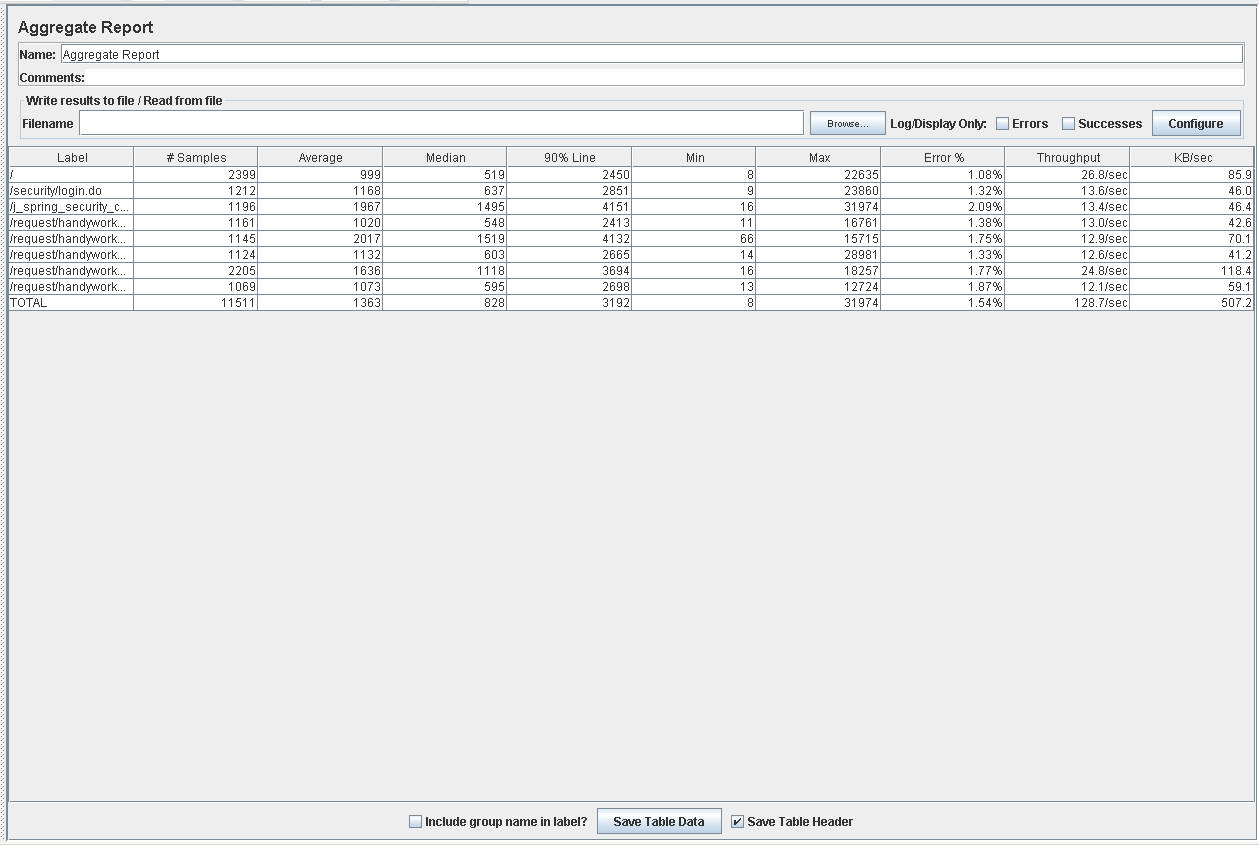 Aggregate Report
Name: Aggregate Report
Comments:
Write results to file / Read from file
Filename Browse... Log/Display Only: Errors Successes Configure
Label # Samples Average Median 90% Line Min Max Error % Throughput KB/sec
/ 2399 999 519 2450 8 22635 1.08% 26.8/sec 85.9
/security/login.do 1212 1168 637 2851 9 23860 1.32% 13.6/sec 46.0
/j_spring_security_c... 1196 1967 1495 4151 16 31974 2.09% 13.4/sec 46.4
/request/handywork... 1161 1020 548 2413 11 16761 1.38% 13.0/sec 42.6
/request/handywork... 1145 2017 1519 4132 66 15715 1.75% 12.9/sec 70.1
/request/handywork... 1124 1132 603 2665 14 28981 1.33% 12.6/sec 41.2
/request/handywork... 2205 1636 1118 3694 16 18257 1.77% 24.8/sec 118.4
/request/handywork... 1069 1073 595 2698 13 12724 1.87% 12.1/sec 59.1
TOTAL 11511 1363 828 3192 8 31974 1.54% 128.7/sec 507.2
Include group name in label? Save Table Data Save Table Header